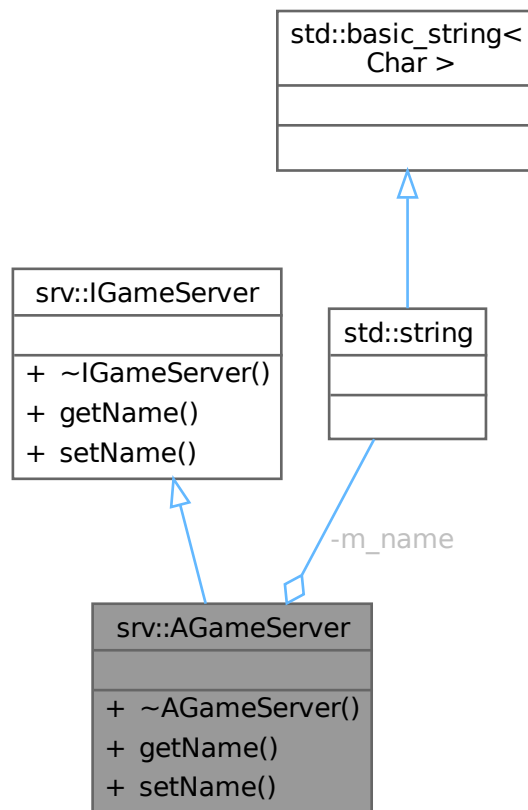 std::basic_string<
Char >
srv::IGameServer
+ ~IGameServer()
+ getName()
+ setName()
std::string
-m_name
srv::AGameServer
+ ~AGameServer()
+ getName()
+ setName()